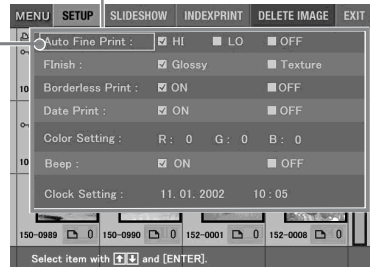 MENU SETUP SLIDESHOW INDEXPRINT DELETE IMAGE EXIT
Auto Fine Print : HI LO OFF
FInish : Glossy Texture
10 Borderless Print : ON OFF
Date Print : ON OFF
Color Setting : R : 0 G : 0 B : 0
10 Beep : ON OFF
Clock Setting : 11. 01. 2002 10 : 05
150-0989 0 150-0990 0 152-0001 0 152-0008 0
Select item with and [ENTER].